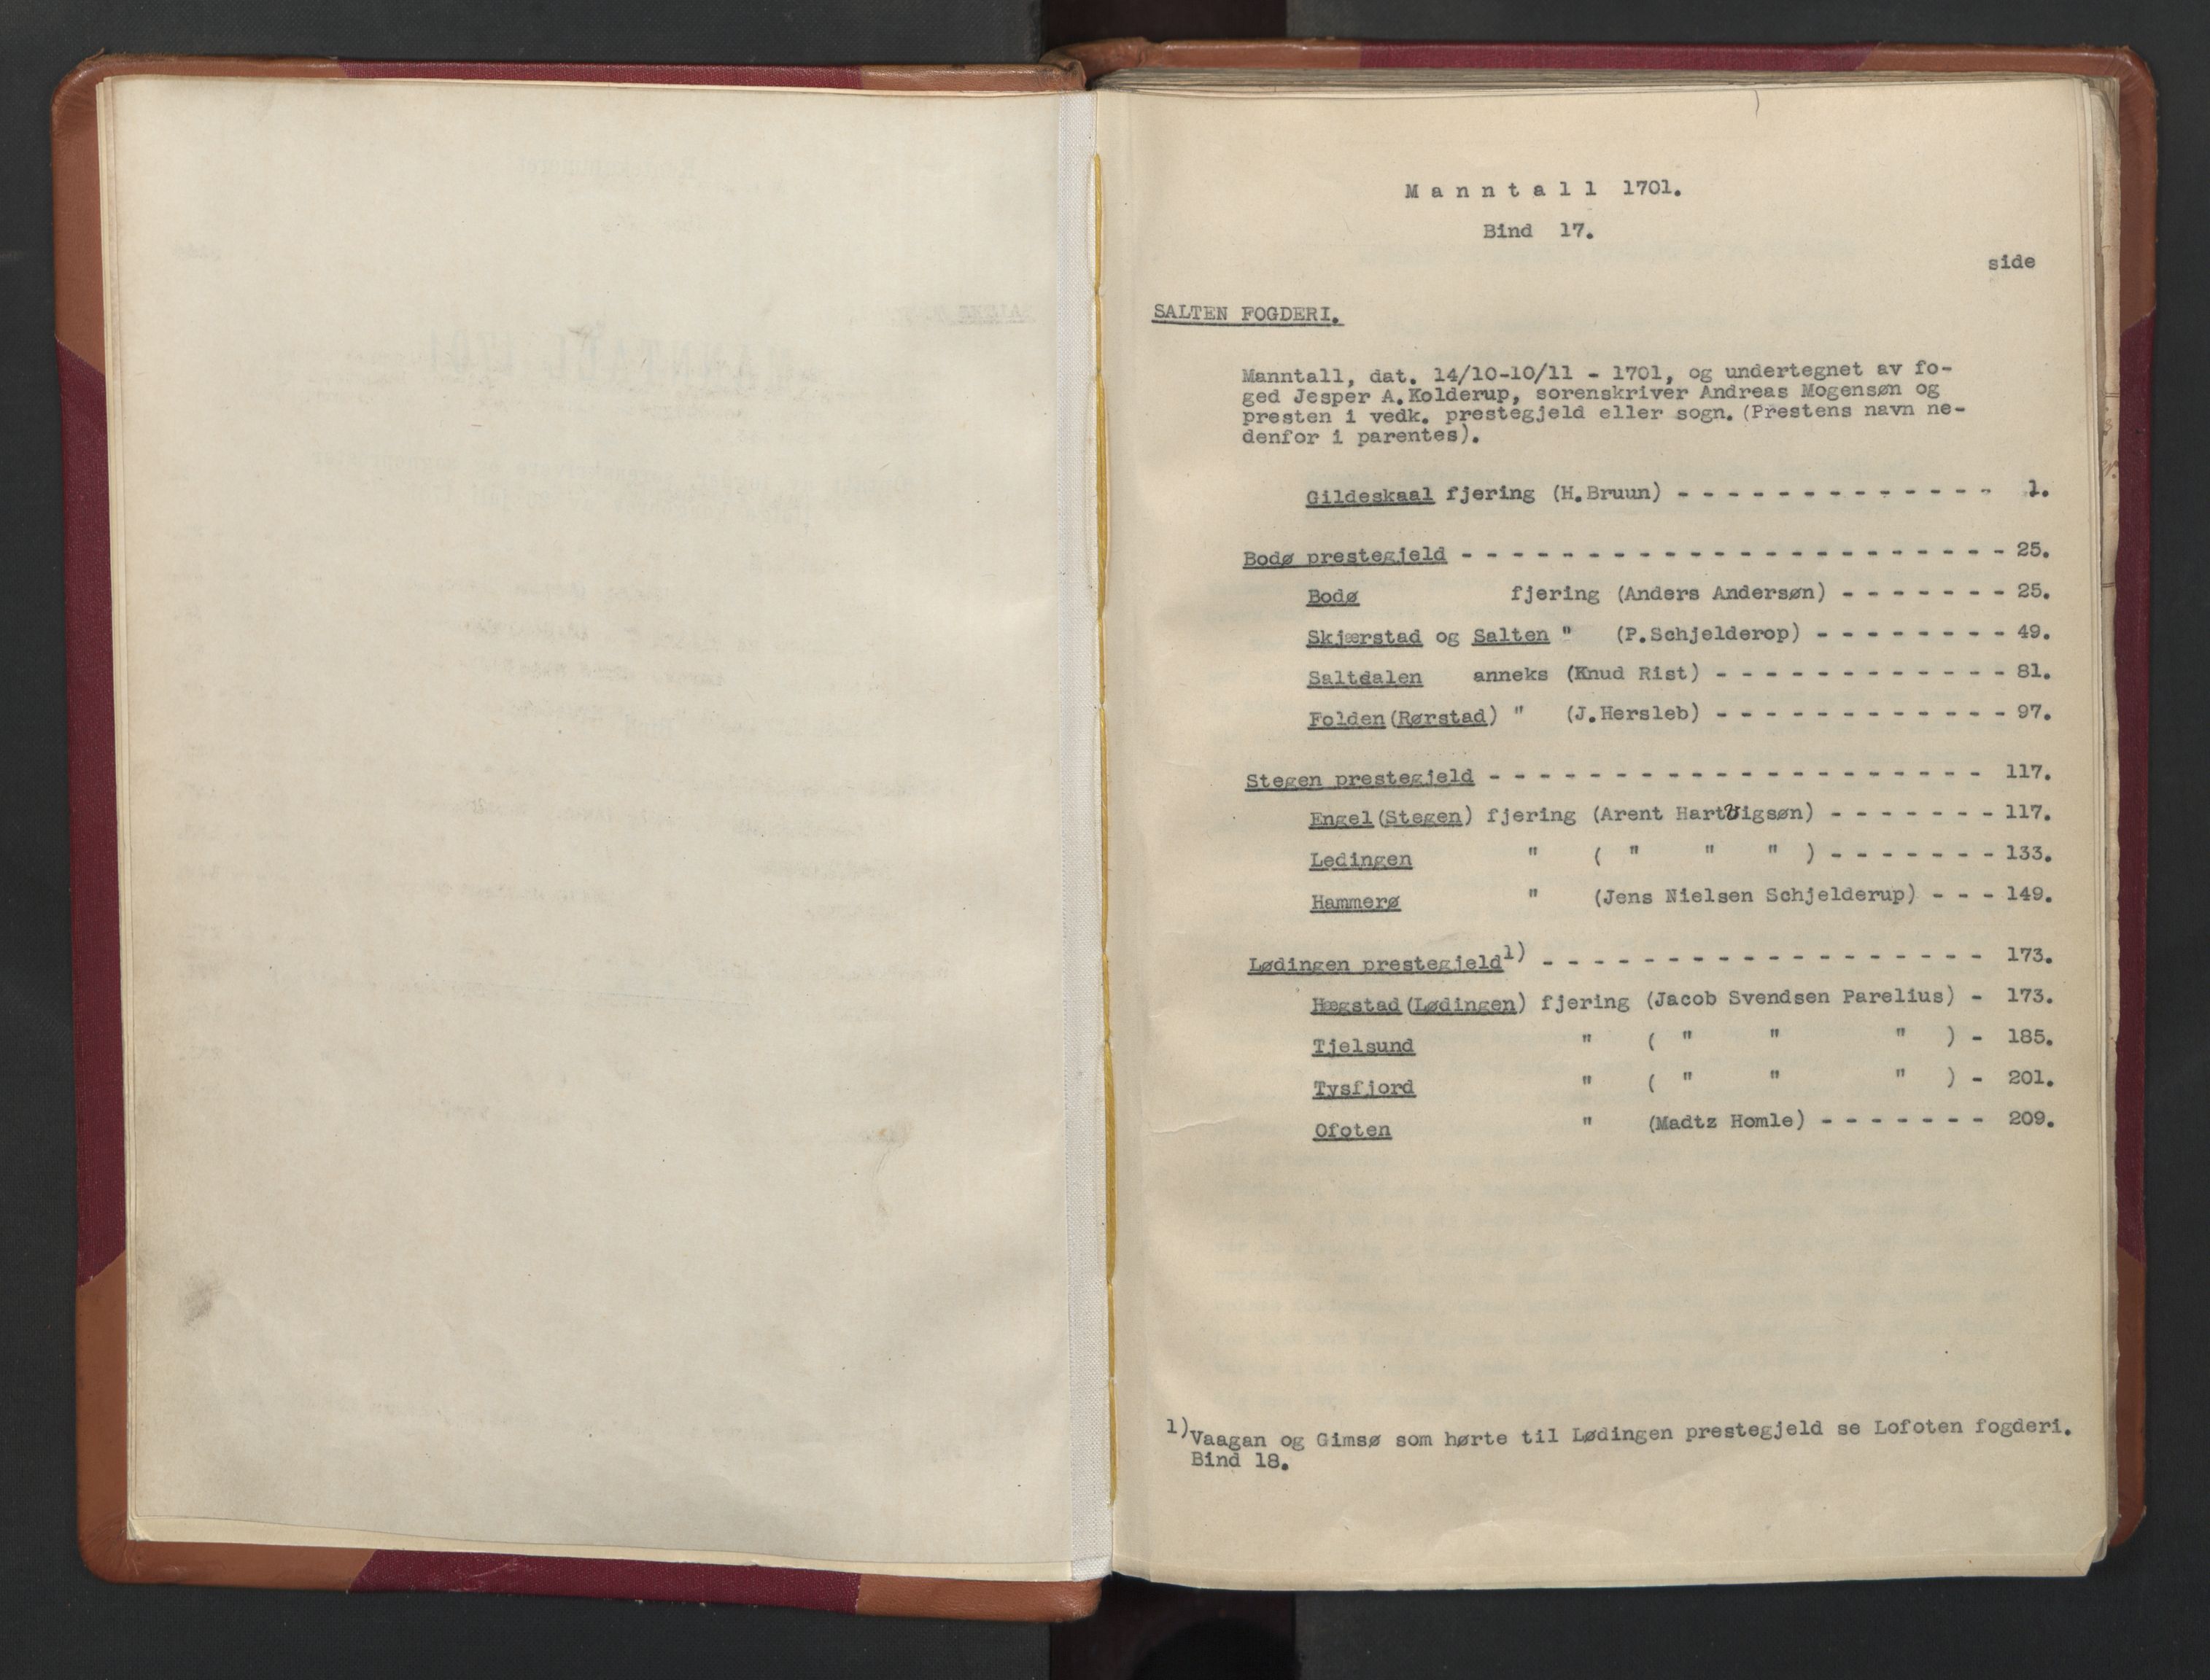 Manntall 1701.
Bind 17.
side
SALTEN FOGDERI.
Manntall, dat. 14/10-10/11 - 1701, og undertegnet av fo-
ged Jesper A.Kolderup, sorenskriver Andreas Mogensøn og
presten i vedk. prestegjeld eller sogn. (Prestens navn ne-
denfor i parentes).
Gildeskaal fjering (H.Bruun) - - - - - - - - - - - - - 1.
Bodø prestegjeld - - - - - - - - - - - - - - - - - - - - - - 25.
Bodø fjering (Anders Andersøn) - - - - - - - 25.
Skjærstad og Salten " (P.Schjelderop) - - - - - - - - 49.
Saltdalen anneks (Knud Rist) - - - - - - - - - - - - 81.
Folden(Rørstad) " (J.Hersleb) - - - - - - - - - - - - 97.
Stegen prestegjeld - - - - - - - - - - - - - - - - - - - - 117.
Engel(Stegen) fjering (Arent Hartvigsøn) - - - - - - - 117.
Ledingen " ( " " " ) - - - - - - - 133.
Hammerø " (Jens Nielsen Schjelderup) - - - 149.
Lødingen prestegjeld1) - - - - - - - - - - - - - - - - - - 173.
Hægstad(Lødingen) fjering (Jacob Svendsen Parelius) - 173.
Tjelsund " ( " " " ) - 185.
Tysfjord " ( " " " ) - 201.
Ofoten " (Madtz Homle) - - - - - - - 209.
1)Vaagan og Gimsø som hørte til Lødingen prestegjeld se Lofoten fogderi.
Bind 18.